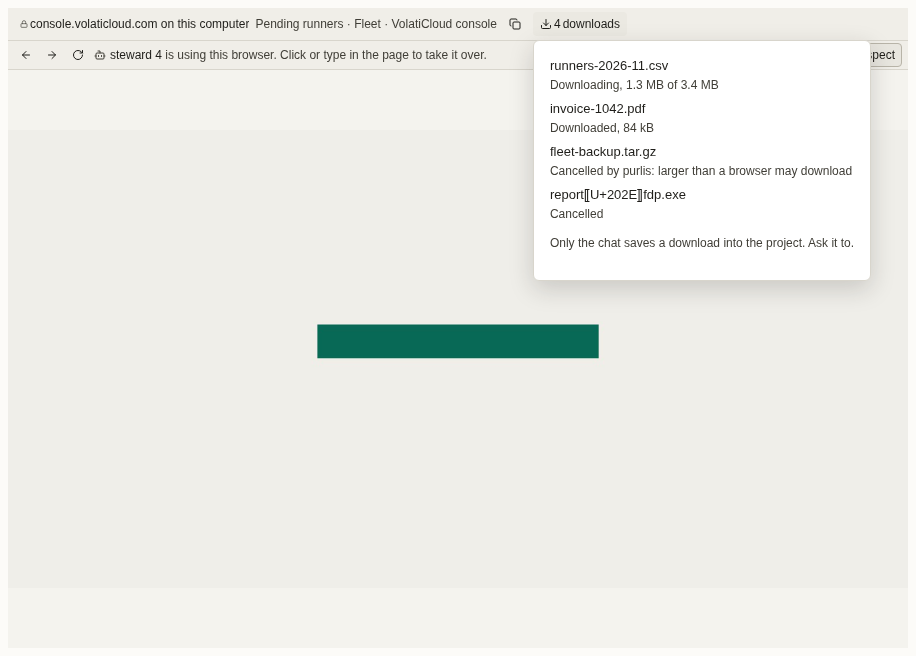 console.volaticloud.com on this computer Pending runners · Fleet · VolatiCloud console
4 downloads
steward 4 is using this browser. Click or type in the page to take it over.
spect
runners-2026-11.csv
Downloading, 1.3 MB of 3.4 MB
invoice-1042.pdf
Downloaded, 84 kB
fleet-backup.tar.gz
Cancelled by purlis: larger than a browser may download
report⟦U+202E⟧fdp.exe
Cancelled
Only the chat saves a download into the project. Ask it to.